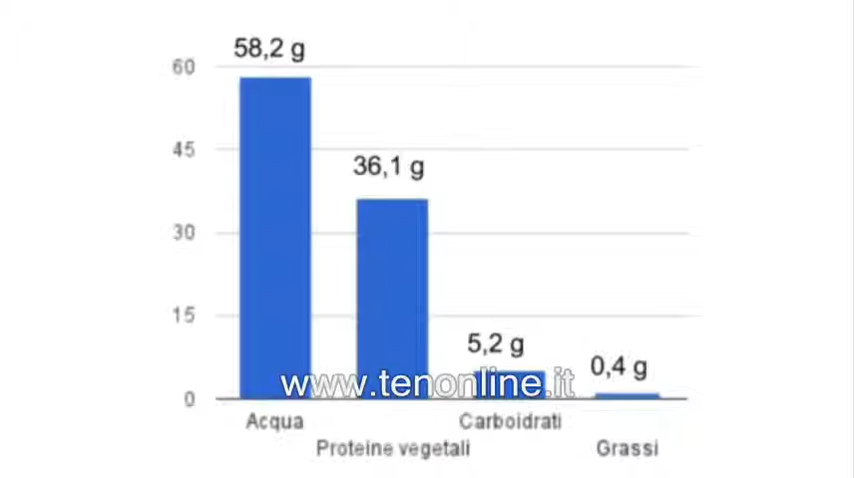 58,2 g
60
45
36,1 g
30
15
5,2 g
0,4 g
www.tenonline.it
0
Acqua
Carboidrati
Proteine vegetali
Grassi